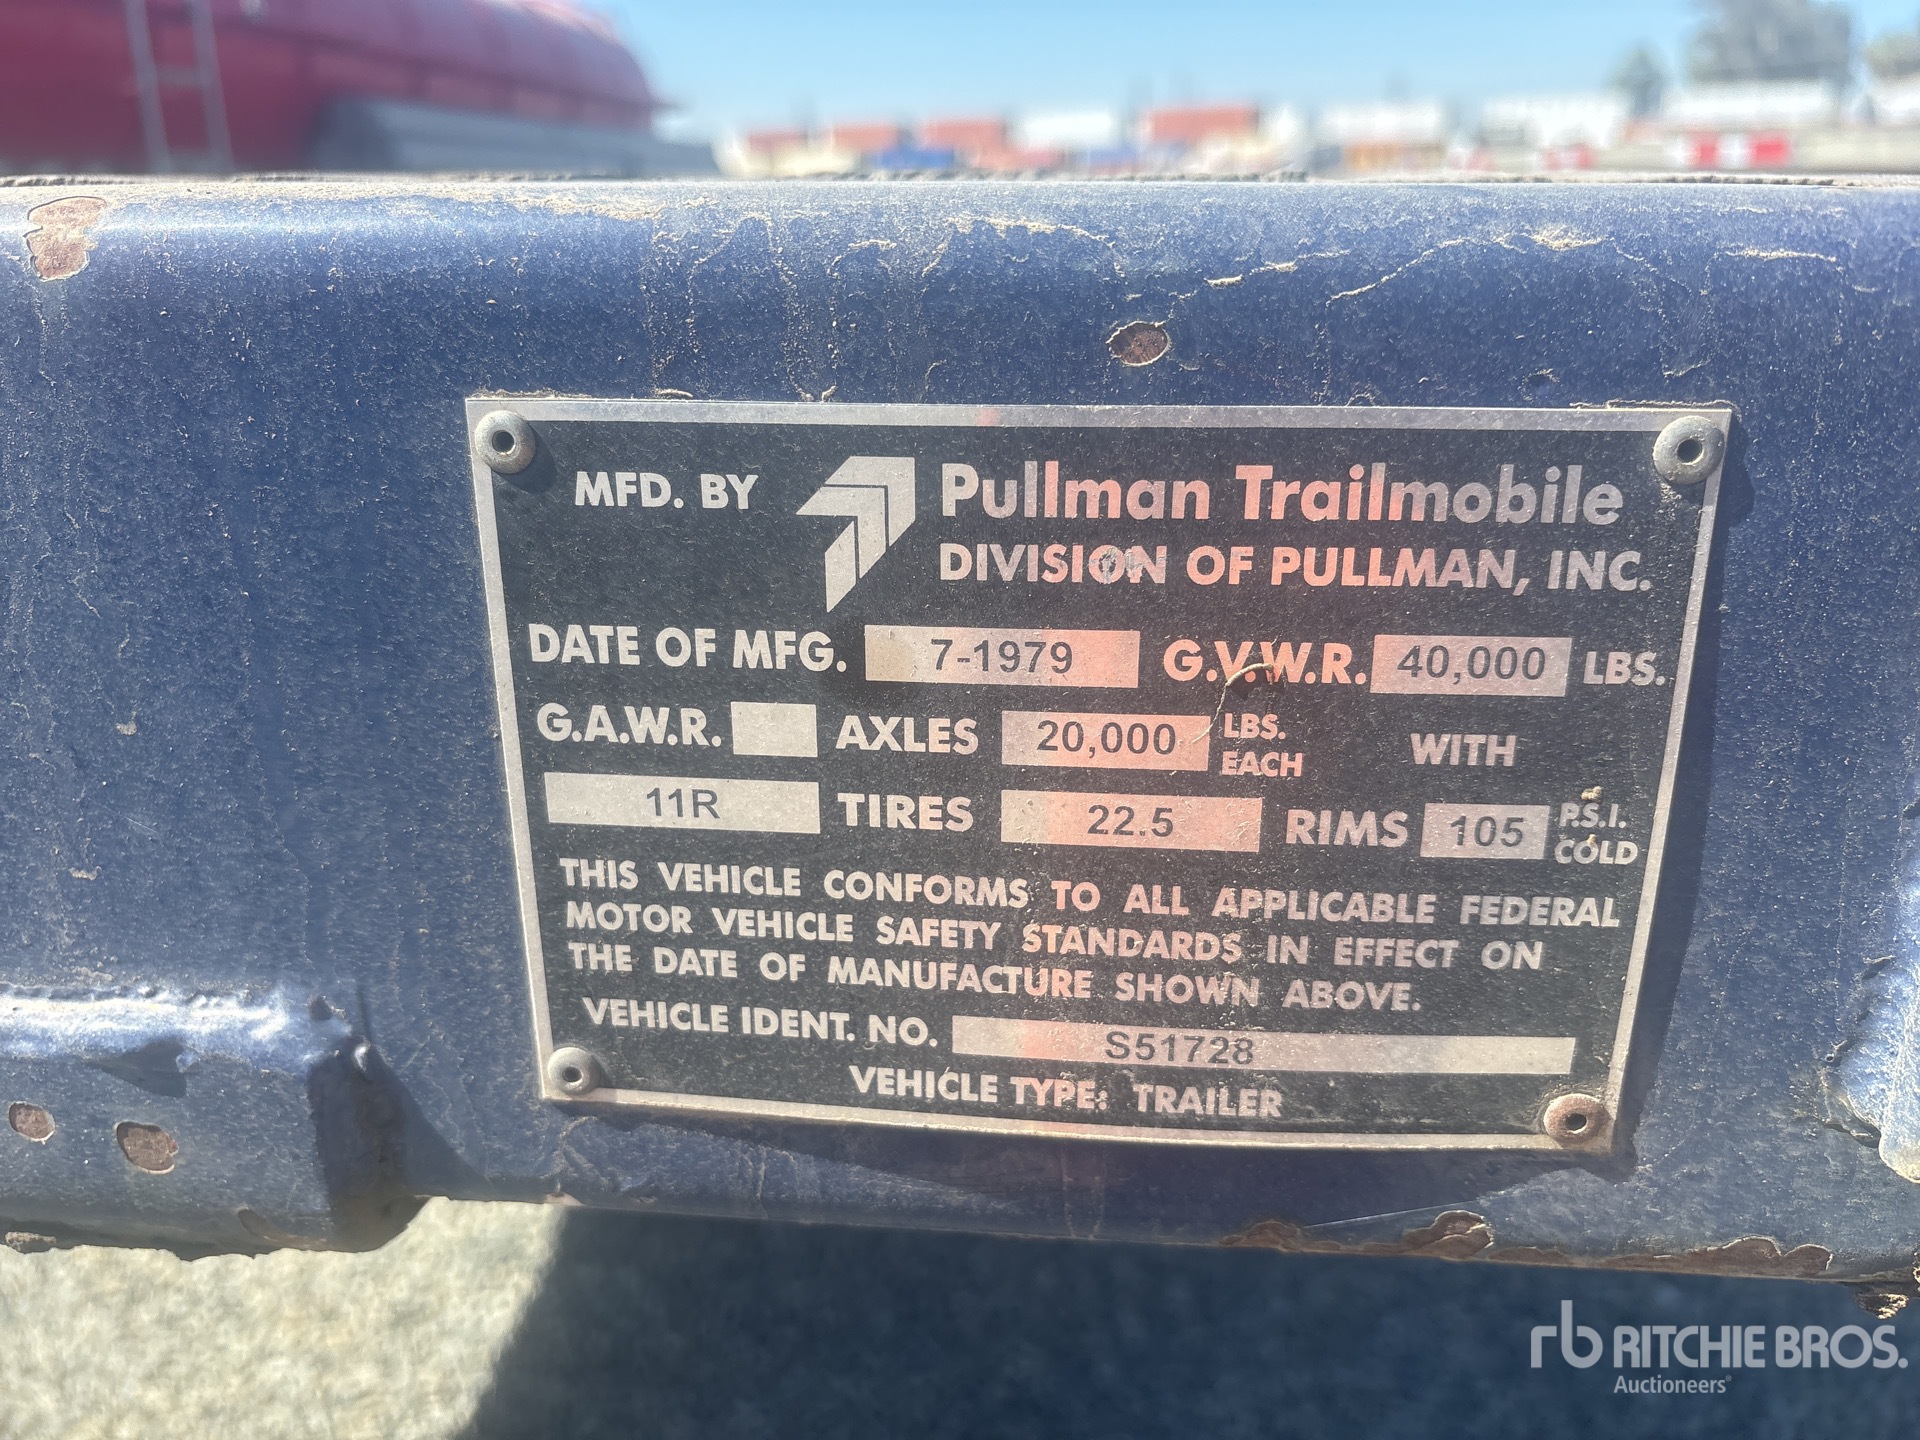 MFD. BY Pullman Trailmobile
DIVISION OF PULLMAN, INC.
DATE OF MFG. 7-1979 G.V.W.R. 40,000 LBS.
G.A.W.R. AXLES 20,000 LBS. EACH WITH
11R TIRES 22.5 RIMS 105 P.S.I. COLD
THIS VEHICLE CONFORMS TO ALL APPLICABLE FEDERAL
MOTOR VEHICLE SAFETY STANDARDS IN EFFECT ON
THE DATE OF MANUFACTURE SHOWN ABOVE.
VEHICLE IDENT. NO. S51728
VEHICLE TYPE: TRAILER
rb RITCHIE BROS.
Auctioneers